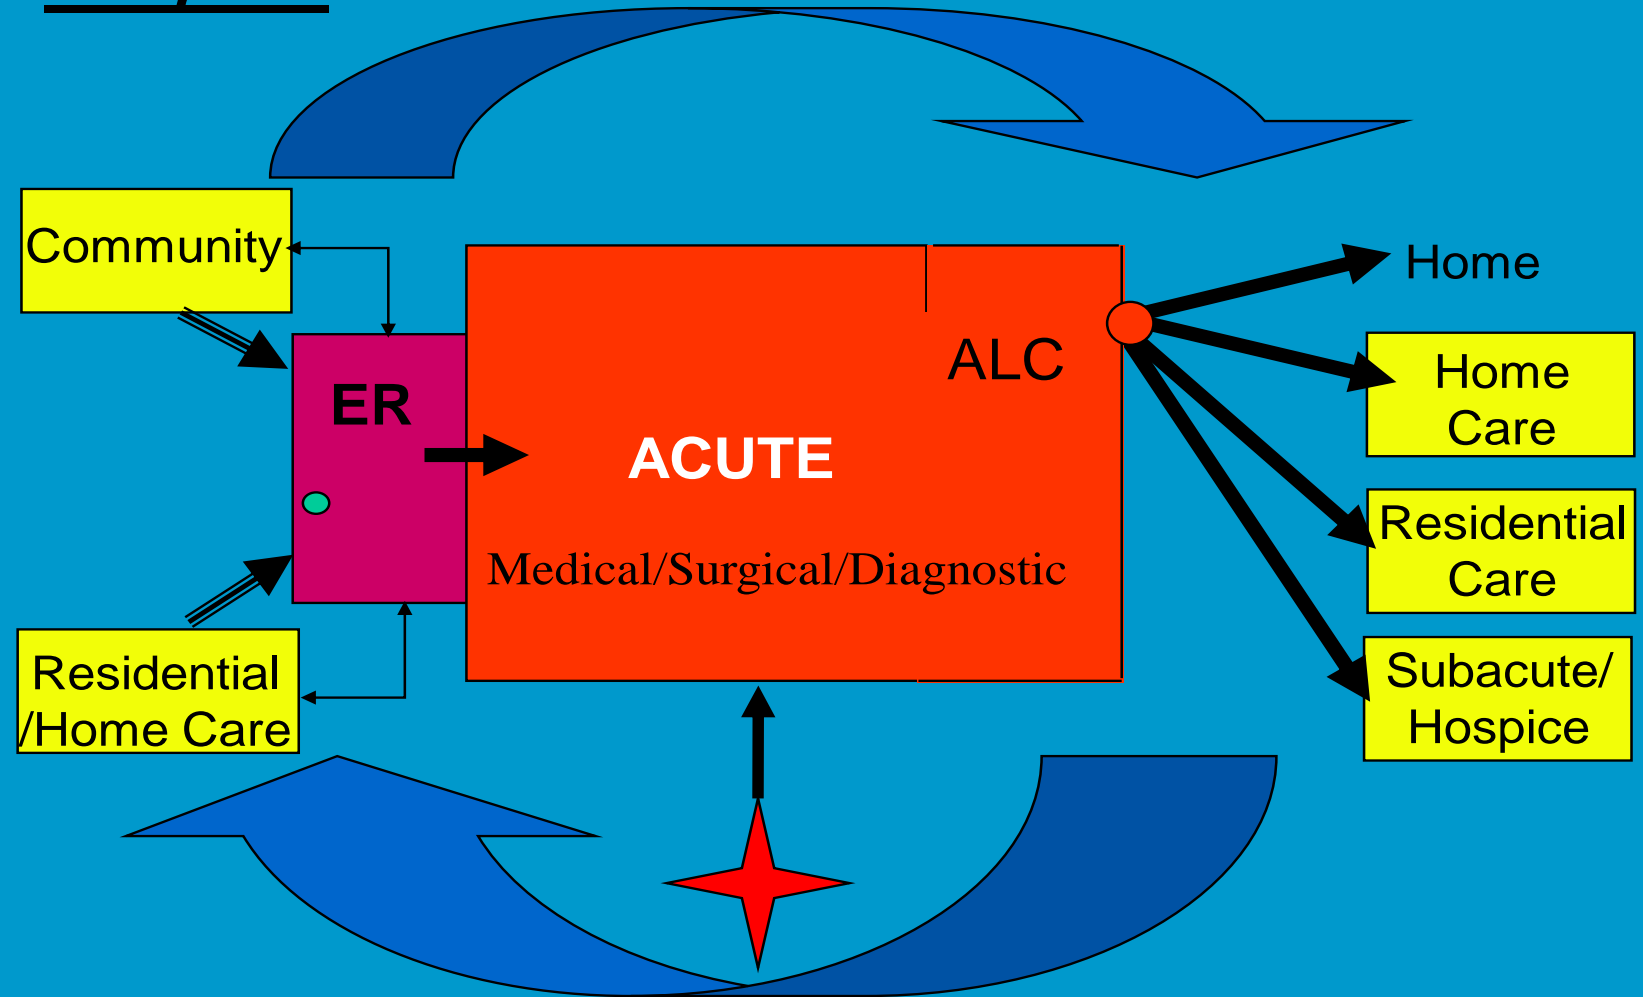 Community
Home
ALC
Home
Care
ER
ACUTE
Residential
Care
Medical/Surgical/Diagnostic
Residential
/Home Care
Subacute/
Hospice